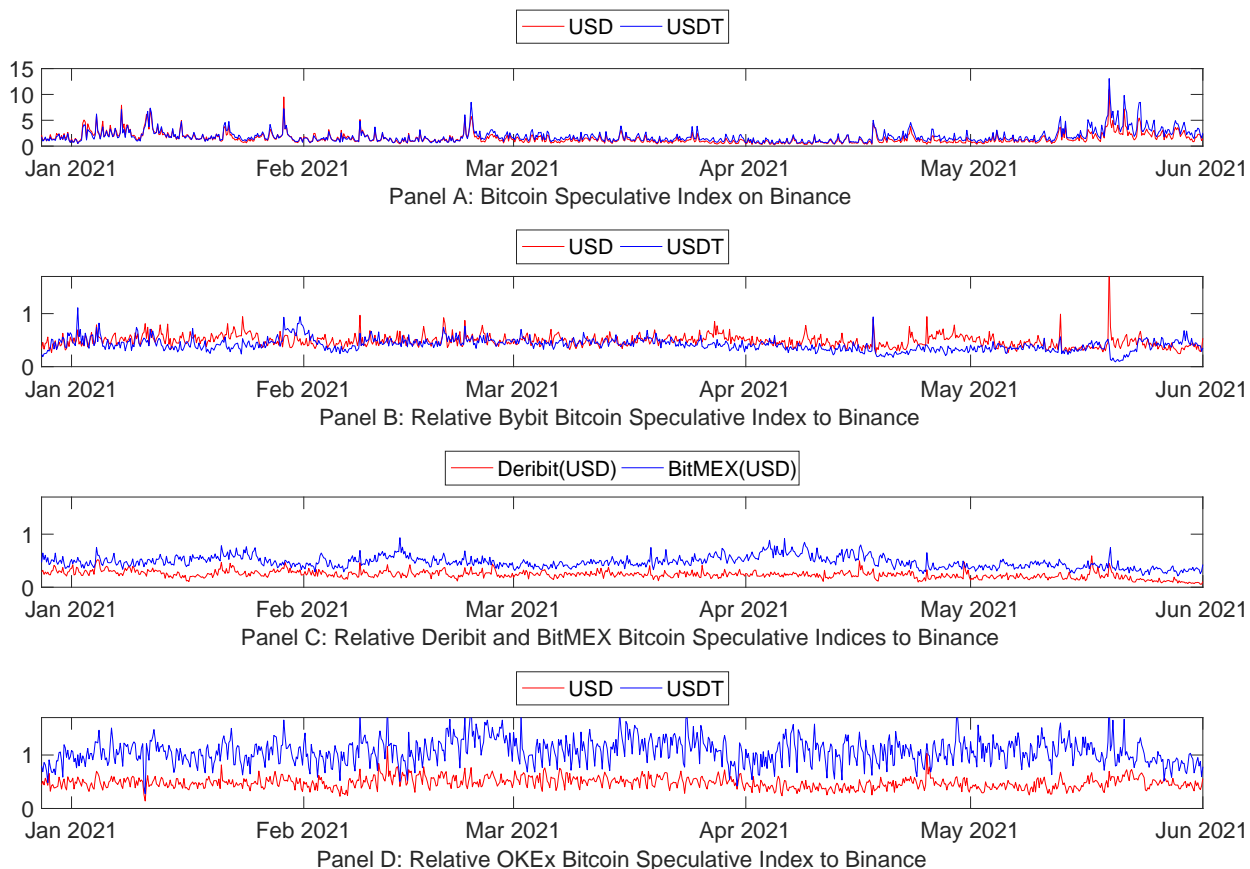 USD USDT
15
10
5
0
Jan 2021 Feb 2021 Mar 2021 Apr 2021 May 2021 Jun 2021
Panel A: Bitcoin Speculative Index on Binance
USD USDT
1
0
Jan 2021 Feb 2021 Mar 2021 Apr 2021 May 2021 Jun 2021
Panel B: Relative Bybit Bitcoin Speculative Index to Binance
Deribit(USD) BitMEX(USD)
1
0
Jan 2021 Feb 2021 Mar 2021 Apr 2021 May 2021 Jun 2021
Panel C: Relative Deribit and BitMEX Bitcoin Speculative Indices to Binance
USD USDT
1
0
Jan 2021 Feb 2021 Mar 2021 Apr 2021 May 2021 Jun 2021
Panel D: Relative OKEx Bitcoin Speculative Index to Binance